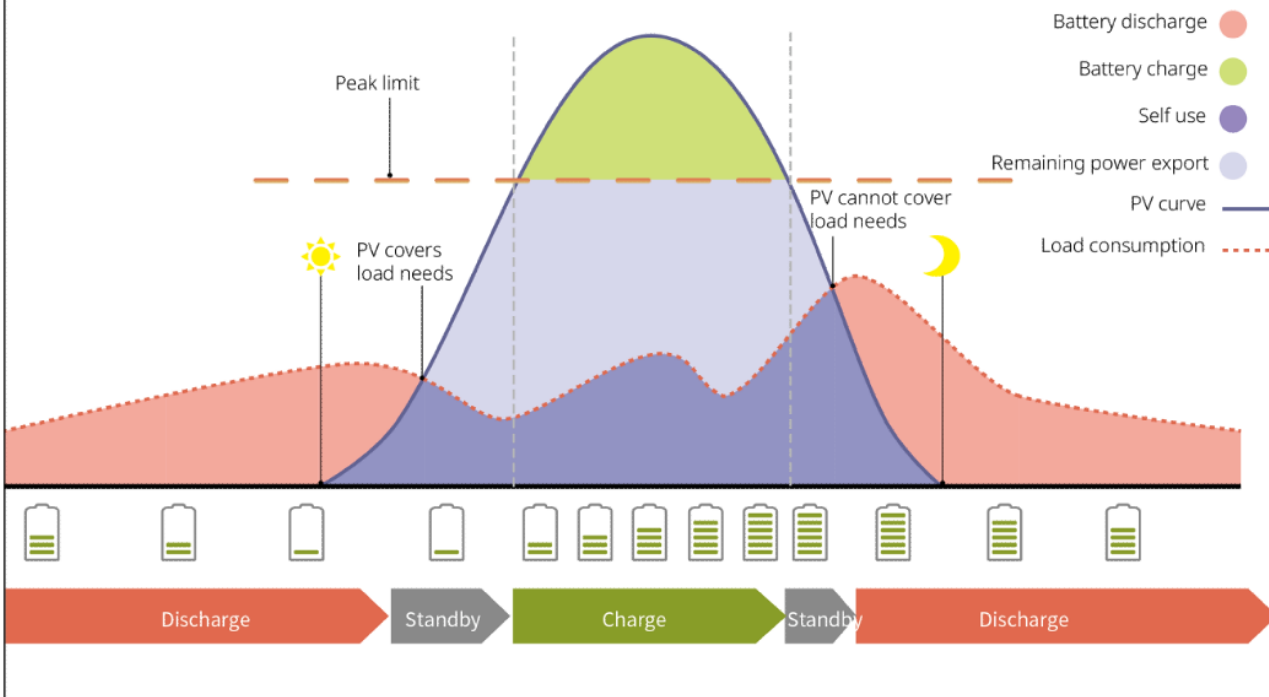 Battery discharge
Battery charge
Peak limit
Self use
Remaining power export
PV cannot cover
load needs
PV curve
PV covers
load needs
Load consumption
Discharge
Standby
Charge
Standby
Discharge